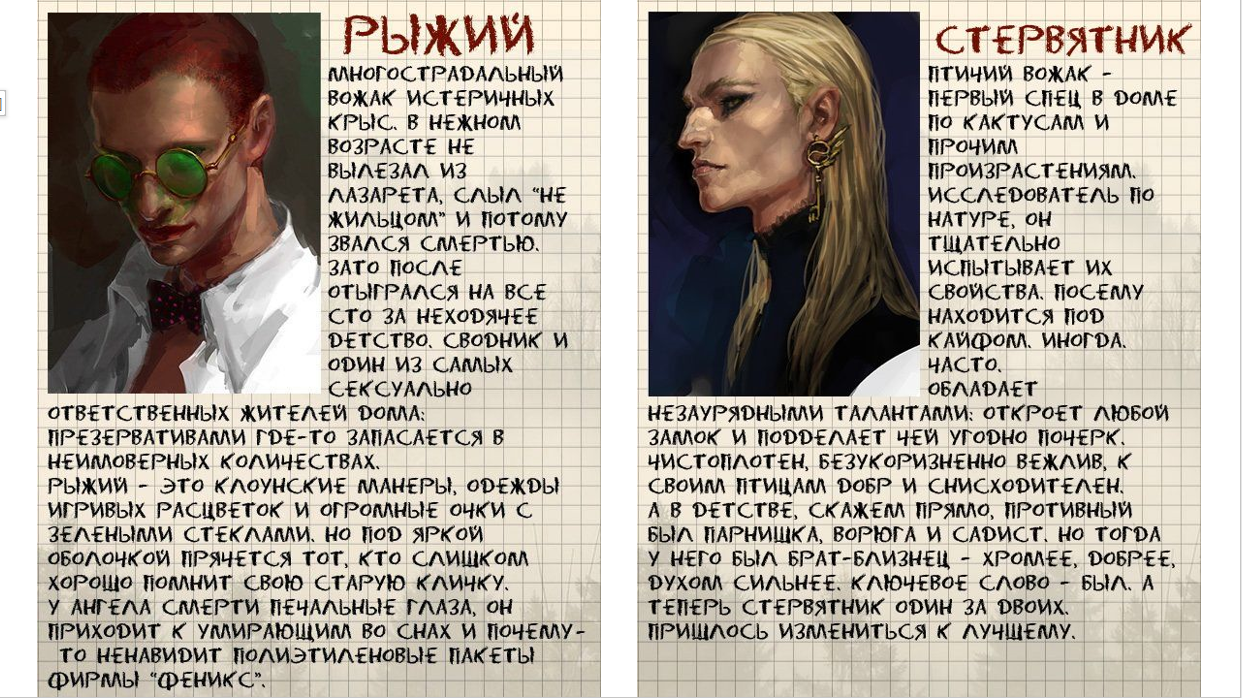 РЫЖИЙ
МНОГОСТРАДАЛЬНЫЙ
ВОЖАК ИСТЕРИЧНЫХ
КРЫС. В НЕЖНОМ
ВОЗРАСТЕ НЕ
ВЫЛЕЗАЛ ИЗ
ЛАЗАРЕТА, СЛЫЛ "НЕ
ЖИЛЬЦОМ" И ПОТОМУ
ЗВАЛСЯ СМЕРТЬЮ.
ЗАТО ПОСЛЕ
ОТЫГРАЛСЯ НА ВСЕ
СТО ЗА НЕХОДЯЧЕЕ
ДЕТСТВО. СВОДНИК И
ОДИН ИЗ САМЫХ
СЕКСУАЛЬНО
ОТВЕТСТВЕННЫХ ЖИТЕЛЕЙ ДОМА:
ПРЕЗЕРВАТИВАМИ ГДЕ-ТО ЗАПАСАЕТСЯ В
НЕИМОВЕРНЫХ КОЛИЧЕСТВАХ.
РЫЖИЙ - ЭТО КЛОУНСКИЕ МАНЕРЫ, ОДЕЖДЫ
ИГРИВЫХ РАСЦВЕТОК И ОГРОМНЫЕ ОЧКИ С
ЗЕЛЕНЫМИ СТЕКЛАМИ. НО ПОД ЯРКОЙ
ОБОЛОЧКОЙ ПРЯЧЕТСЯ ТОТ, КТО СЛИШКОМ
ХОРОШО ПОМНИТ СВОЮ СТАРУЮ КЛИЧКУ.
У АНГЕЛА СМЕРТИ ПЕЧАЛЬНЫЕ ГЛАЗА, ОН
ПРИХОДИТ К УМИРАЮЩИМ ВО СНАХ И ПОЧЕМУ-
ТО НЕНАВИДИТ ПОЛИЭТИЛЕНОВЫЕ ПАКЕТЫ
ФИРМЫ "ФЕНИКС".
СТЕРВЯТНИК
ПТИЧИЙ ВОЖАК -
ПЕРВЫЙ СПЕЦ В ДОМЕ
ПО КАКТУСАМ И
ПРОЧИМ
ПРОИЗРАСТЕНИЯМ.
ИССЛЕДОВАТЕЛЬ ПО
НАТУРЕ, ОН
ТЩАТЕЛЬНО
ИСПЫТЫВАЕТ ИХ
СВОЙСТВА. ПОСЕМУ
НАХОДИТСЯ ПОД
КАЙФОМ. ИНОГДА.
ЧАСТО.
ОБЛАДАЕТ
НЕЗАУРЯДНЫМИ ТАЛАНТАМИ: ОТКРОЕТ ЛЮБОЙ
ЗАМОК И ПОДДЕЛАЕТ ЧЕЙ УГОДНО ПОЧЕРК.
ЧИСТОПЛОТЕН, БЕЗУКОРИЗНЕННО ВЕЖЛИВ, К
СВОИМ ПТИЦАМ ДОБР И СНИСХОДИТЕЛЕН.
А В ДЕТСТВЕ, СКАЖЕМ ПРЯМО, ПРОТИВНЫЙ
БЫЛ ПАРНИШКА, ВОРЮГА И САДИСТ. НО ТОГДА
У НЕГО БЫЛ БРАТ-БЛИЗНЕЦ - ХРОМЕЕ, ДОБРЕЕ,
ДУХОМ СИЛЬНЕЕ. КЛЮЧЕВОЕ СЛОВО - БЫЛ. А
ТЕПЕРЬ СТЕРВЯТНИК ОДИН ЗА ДВОИХ.
ПРИШЛОСЬ ИЗМЕНИТЬСЯ К ЛУЧШЕМУ.